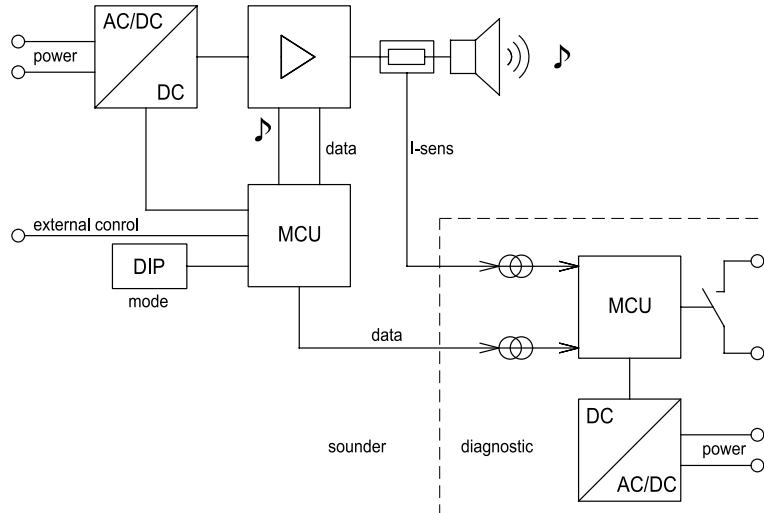 AC/DC
DC
power
data
I-sens
external conrol
MCU
DIP
mode
MCU
data
DC
AC/DC
power
sounder
diagnostic